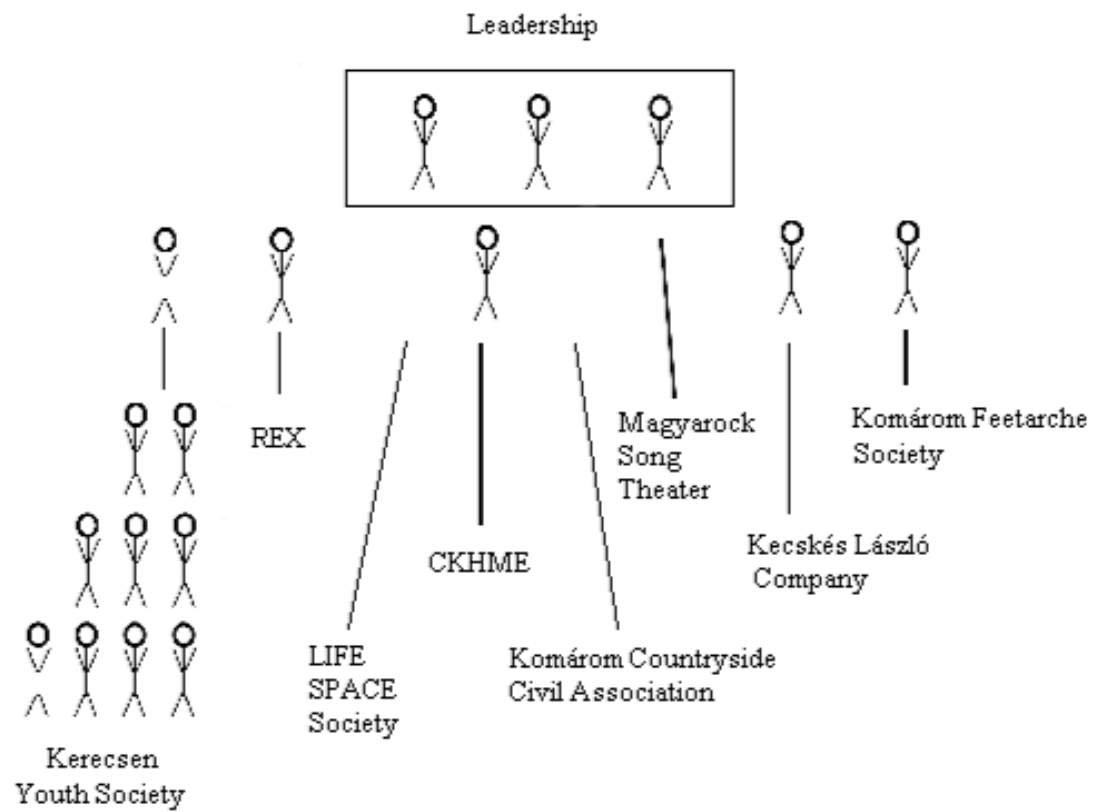 Leadership
REX
CKHME
Magyarock
Song
Theater
Komárom Feetarche
Society
Kecskés László
Company
LIFE
SPACE
Society
Komárom Countryside
Civil Association
Kerecsen
Youth Society